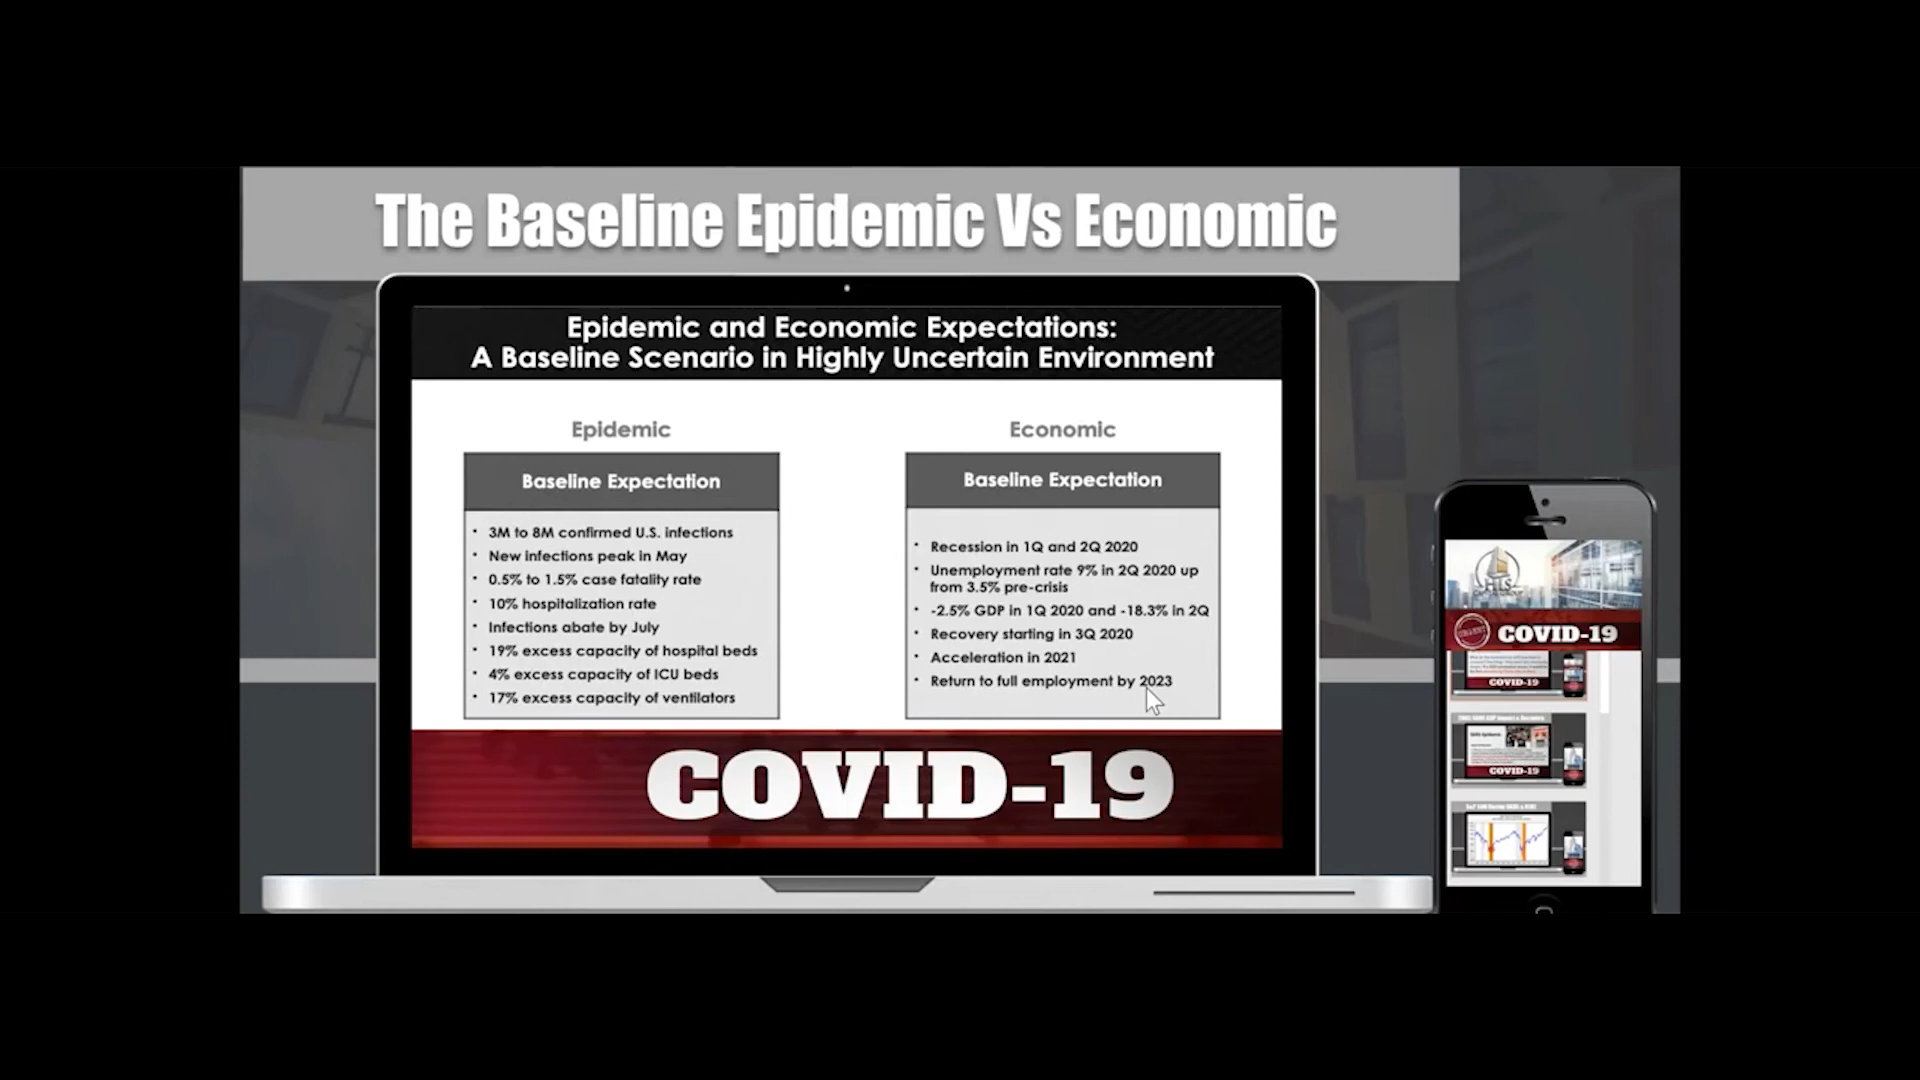 The Baseline Epidemic Vs Economic
Epidemic and Economic Expectations:
A Baseline Scenario in Highly Uncertain Environment
Epidemic
Baseline Expectation
• 3M to 8M confirmed U.S. infections
• New infections peak in May
• 0.5% to 1.5% case fatality rate
• 10% hospitalization rate
• Infections abate by July
• 19% excess capacity of hospital beds
• 4% excess capacity of ICU beds
• 17% excess capacity of ventilators
Economic
Baseline Expectation
• Recession in 1Q and 2Q 2020
• Unemployment rate 9% in 2Q 2020 up
from 3.5% pre-crisis
• -2.5% GDP in 1Q 2020 and -18.3% in 2Q
• Recovery starting in 3Q 2020
• Acceleration in 2021
• Return to full employment by 2023
COVID-19
URGENT
COVID-19
COVID-19
SARS Epidemic
COVID-19